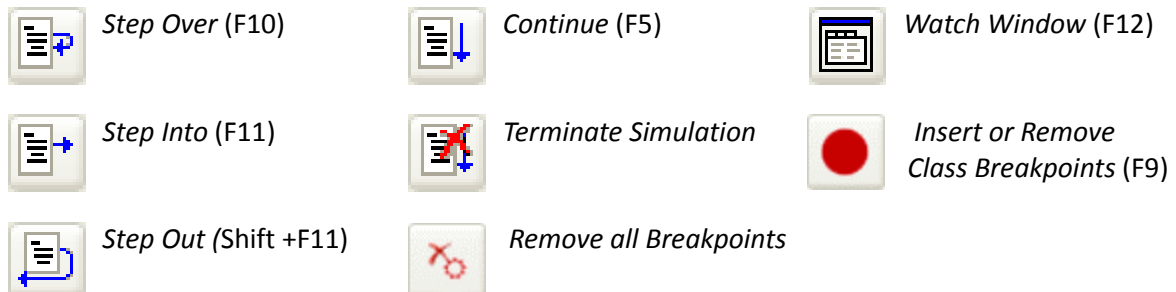 Step Over (F10)
Continue (F5)
Watch Window (F12)
Step Into (F11)
Terminate Simulation
Insert or Remove
Class Breakpoints (F9)
Step Out (Shift +F11)
Remove all Breakpoints